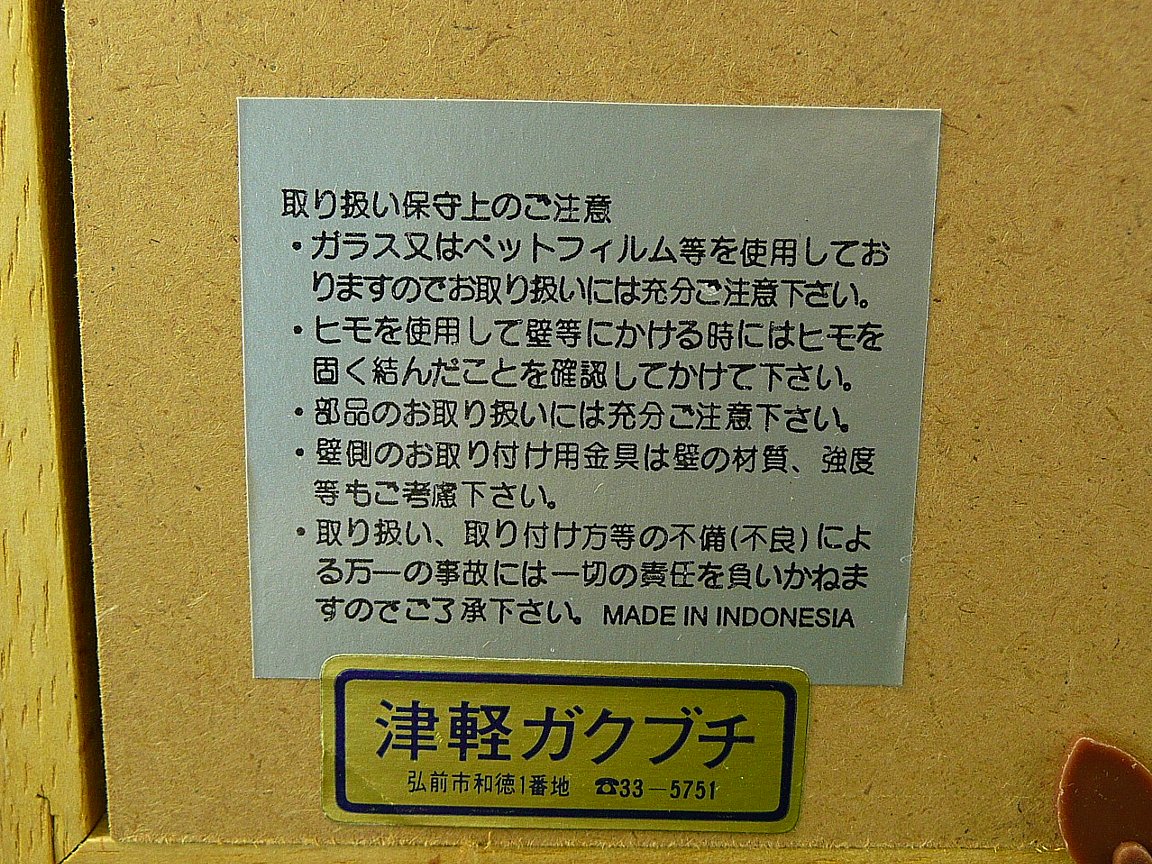 取り扱い保守上のご注意
・ガラス又はペットフィルム等を使用してお
りますのでお取り扱いには充分ご注意下さい。
・ヒモを使用して壁等にかける時にはヒモを
固く結んだことを確認してかけて下さい。
・部品のお取り扱いには充分ご注意下さい。
・壁側のお取り付け用金具は壁の材質、強度
等もご考慮下さい。
・取り扱い、取り付け方等の不備(不良)によ
る万一の事故には一切の責任を負いかねま
すのでご了承下さい。MADE IN INDONESIA
津軽ガクブチ
弘前市和徳1番地 ☎33-5751